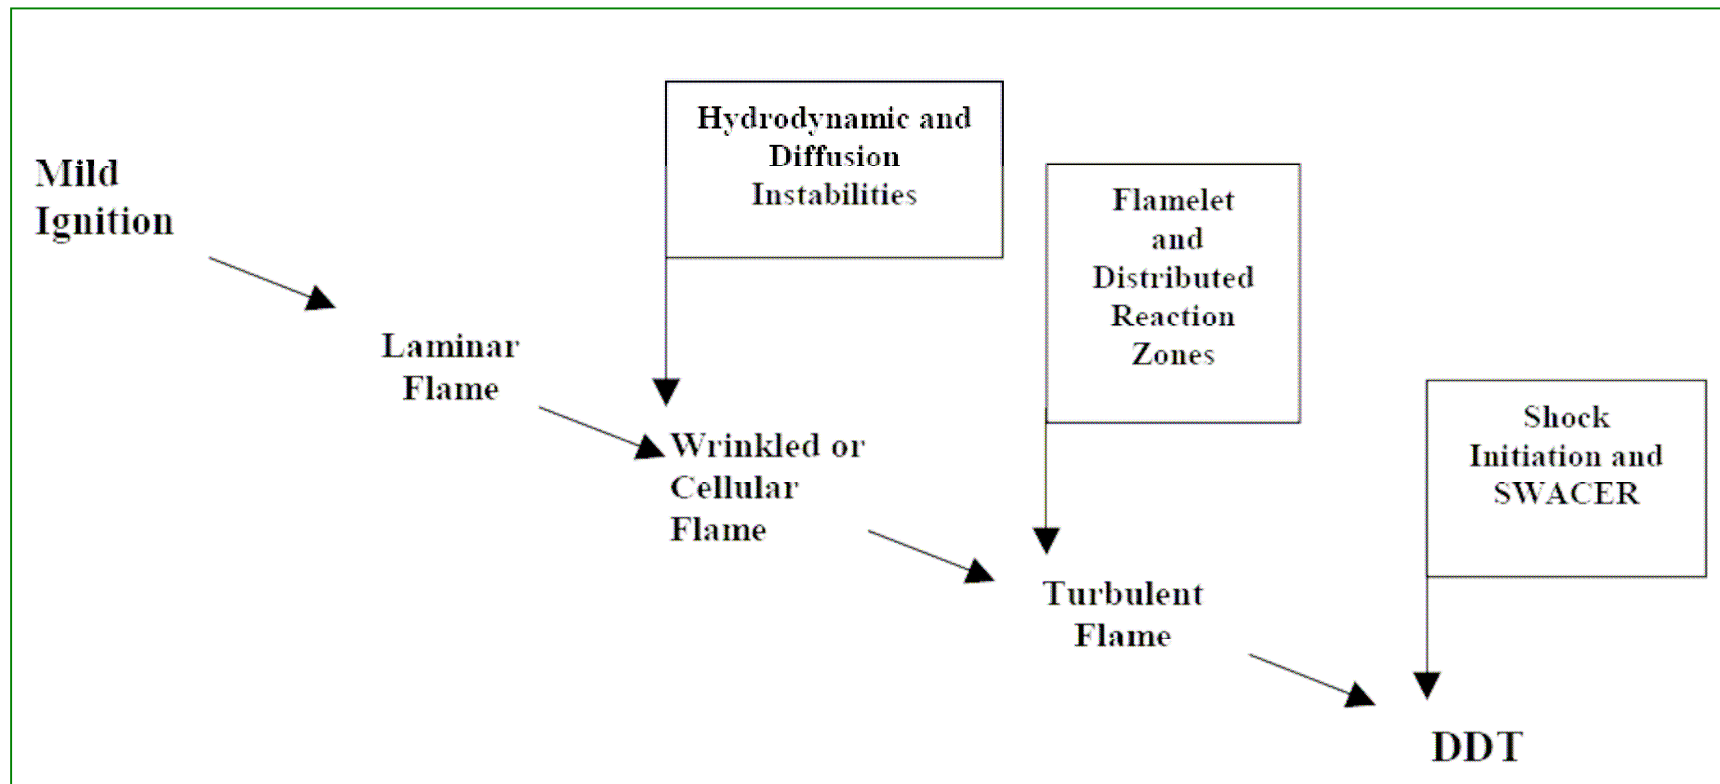 Mild
Ignition
Hydrodynamic and
Diffusion
Instabilities
Flamelet
and
Distributed
Reaction
Zones
Laminar
Flame
Shock
Initiation and
SWACER
Wrinkled or
Cellular
Flame
Turbulent
Flame
DDT